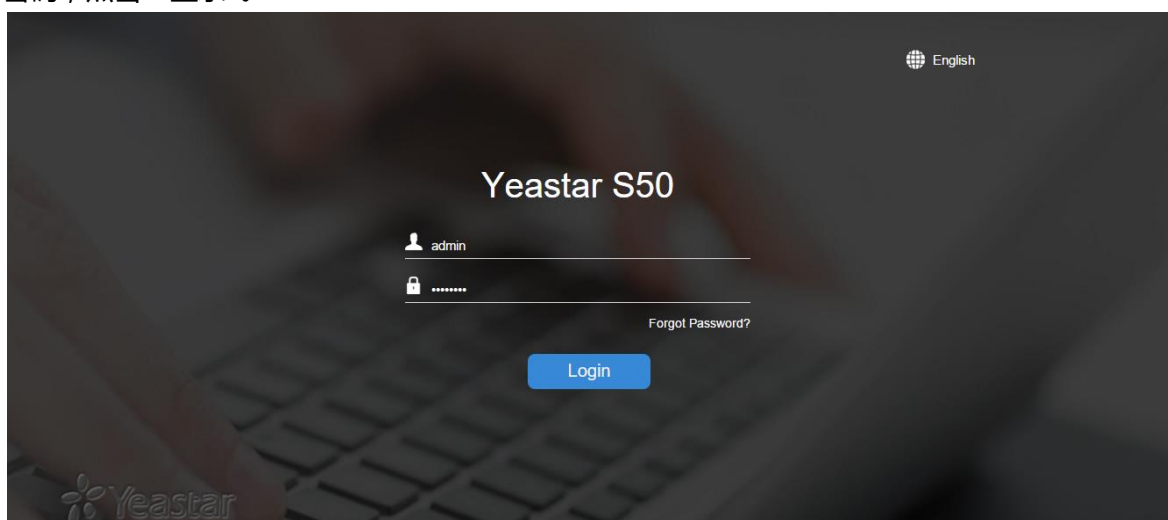 English
Yeastar S50
admin
........
Forgot Password?
Login
Yeastar